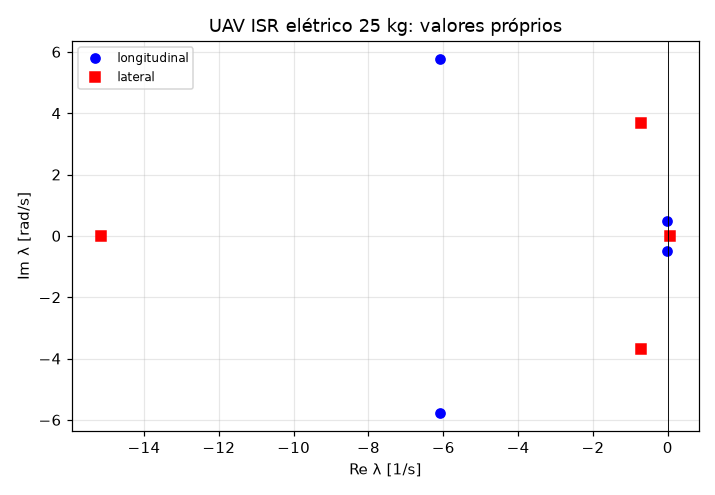 UAV ISR elétrico 25 kg: valores próprios
longitudinal
lateral
6
4
2
0
−2
−4
−6
Im λ [rad/s]
−14 −12 −10 −8 −6 −4 −2 0
Re λ [1/s]